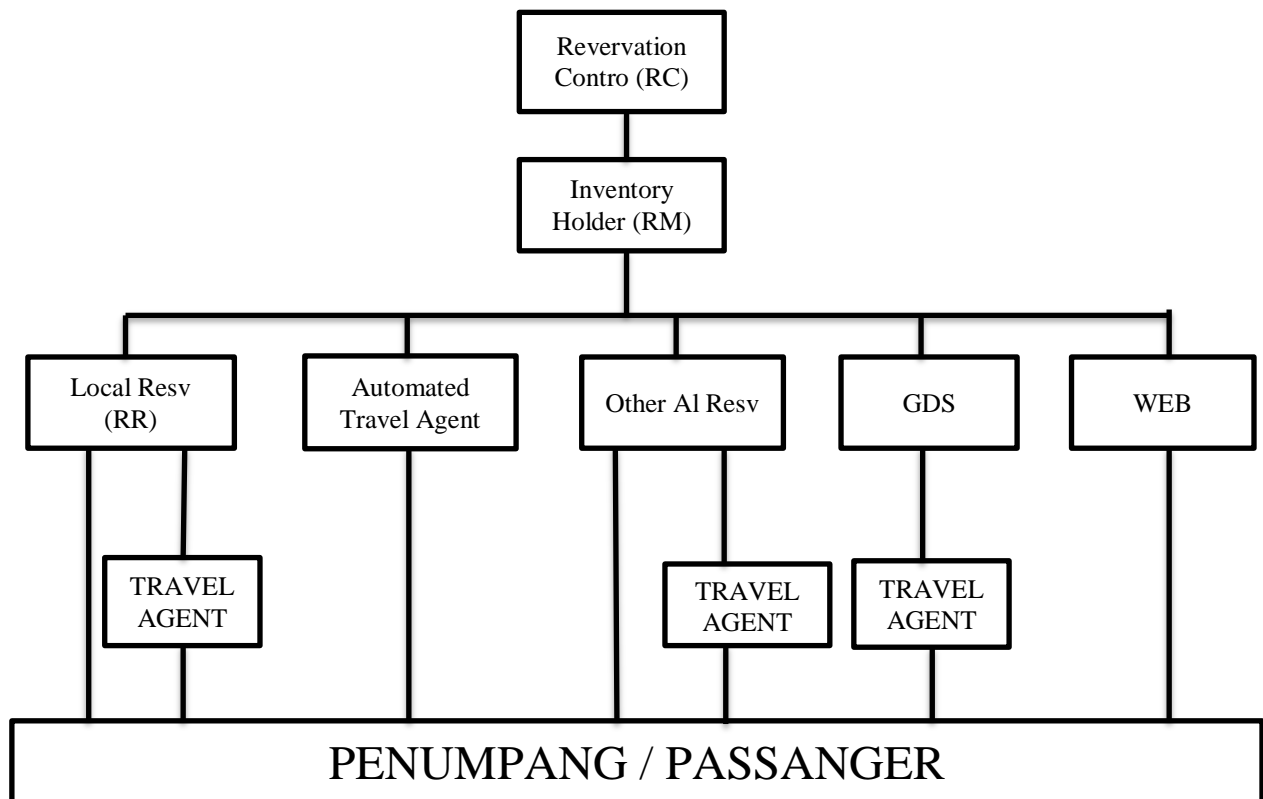 Revervation
Contro (RC)
Inventory
Holder (RM)
Local Resv
(RR)
Automated
Travel Agent
Other Al Resv
GDS
WEB
TRAVEL
AGENT
TRAVEL
AGENT
TRAVEL
AGENT
PENUMPANG / PASSANGER